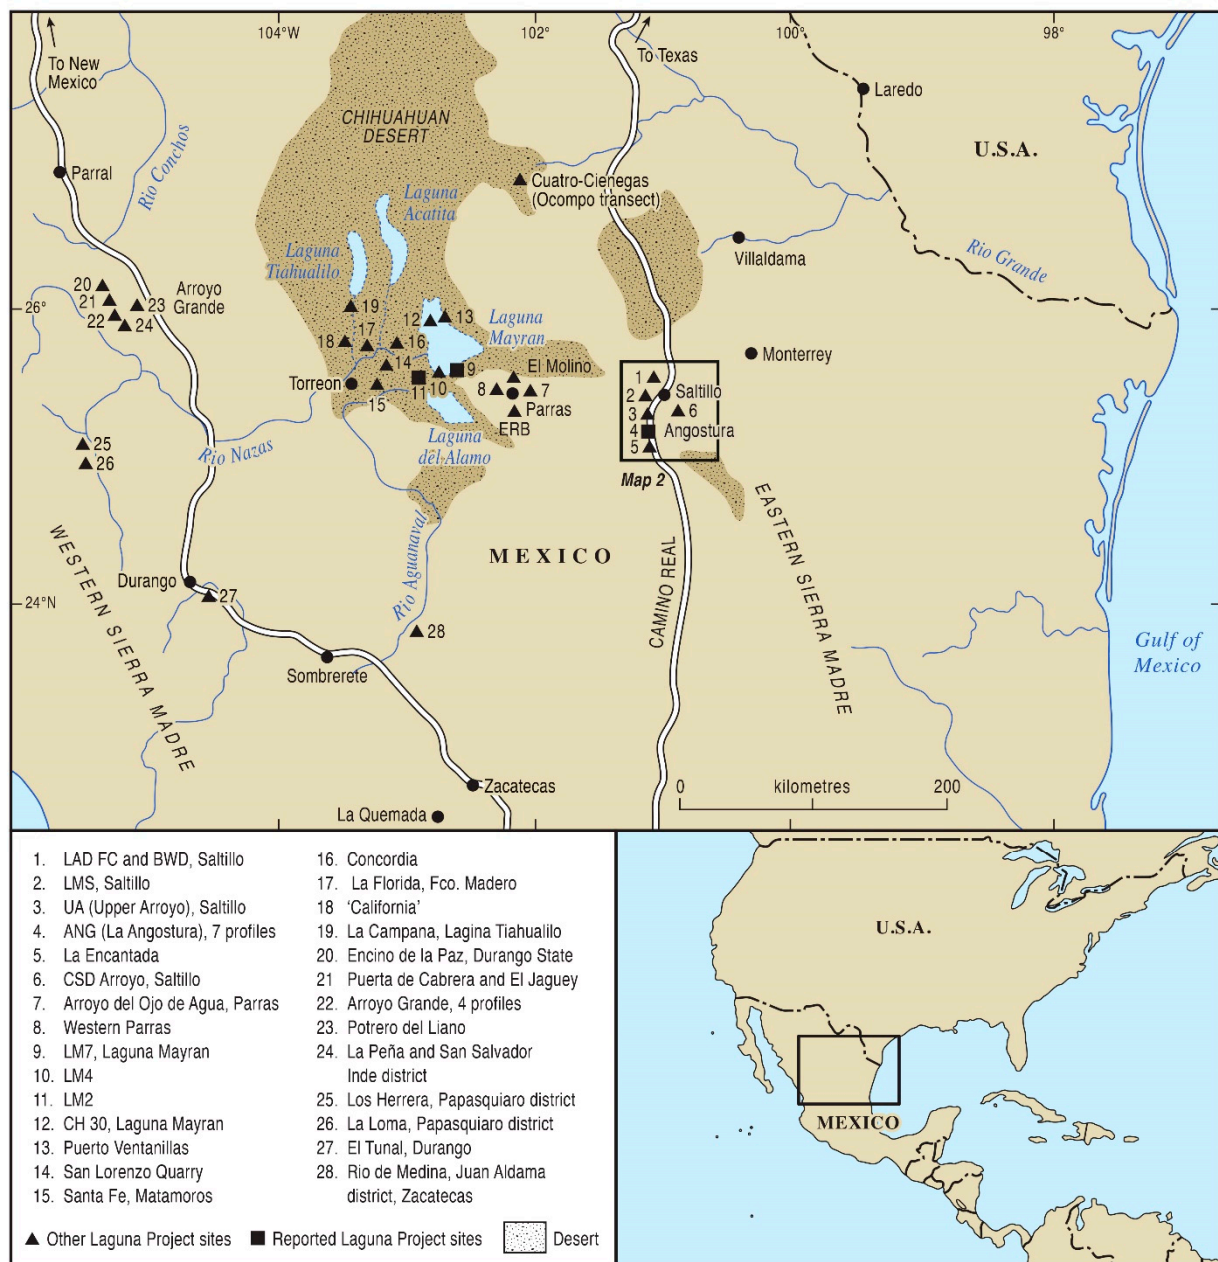 104°W
102°
100°
98°
To New
Mexico
To Texas
CHIHUAHUAN
DESERT
Laredo
U.S.A.
Parral
Rio Conchos
Cuatro-Cienegas
(Ocompo transect)
Laguna
Acatita
Laguna
Tiahualilo
Villaldama
Rio Grande
20
21
22
23
24
Arroyo
Grande
26°
19
12
13
Laguna
Mayran
18
17
16
14
Monterrey
Torreon
15
11
10
9
El Molino
8
7
Parras
ERB
1
2
Saltillo
3
6
4
Angostura
5
Map 2
25
26
Rio Nazas
Laguna
del Alamo
WESTERN SIERRA MADRE
MEXICO
Rio Aguanaval
CAMINO REAL
EASTERN SIERRA MADRE
Durango
27
24°N
28
Sombrerete
Gulf of
Mexico
Zacatecas
La Quemada
0 kilometres 200
1. LAD FC and BWD, Saltillo
2. LMS, Saltillo
3. UA (Upper Arroyo), Saltillo
4. ANG (La Angostura), 7 profiles
5. La Encantada
6. CSD Arroyo, Saltillo
7. Arroyo del Ojo de Agua, Parras
8. Western Parras
9. LM7, Laguna Mayran
10. LM4
11. LM2
12. CH 30, Laguna Mayran
13. Puerto Ventanillas
14. San Lorenzo Quarry
15. Santa Fe, Matamoros
16. Concordia
17. La Florida, Fco. Madero
18 'California'
19. La Campana, Lagina Tiahualilo
20. Encino de la Paz, Durango State
21 Puerta de Cabrera and El Jaguey
22. Arroyo Grande, 4 profiles
23. Potrero del Liano
24. La Peña and San Salvador
Inde district
25. Los Herrera, Papasquiaro district
26. La Loma, Papasquiaro district
27. El Tunal, Durango
28. Rio de Medina, Juan Aldama
district, Zacatecas
Other Laguna Project sites
Reported Laguna Project sites
Desert
U.S.A.
MEXICO